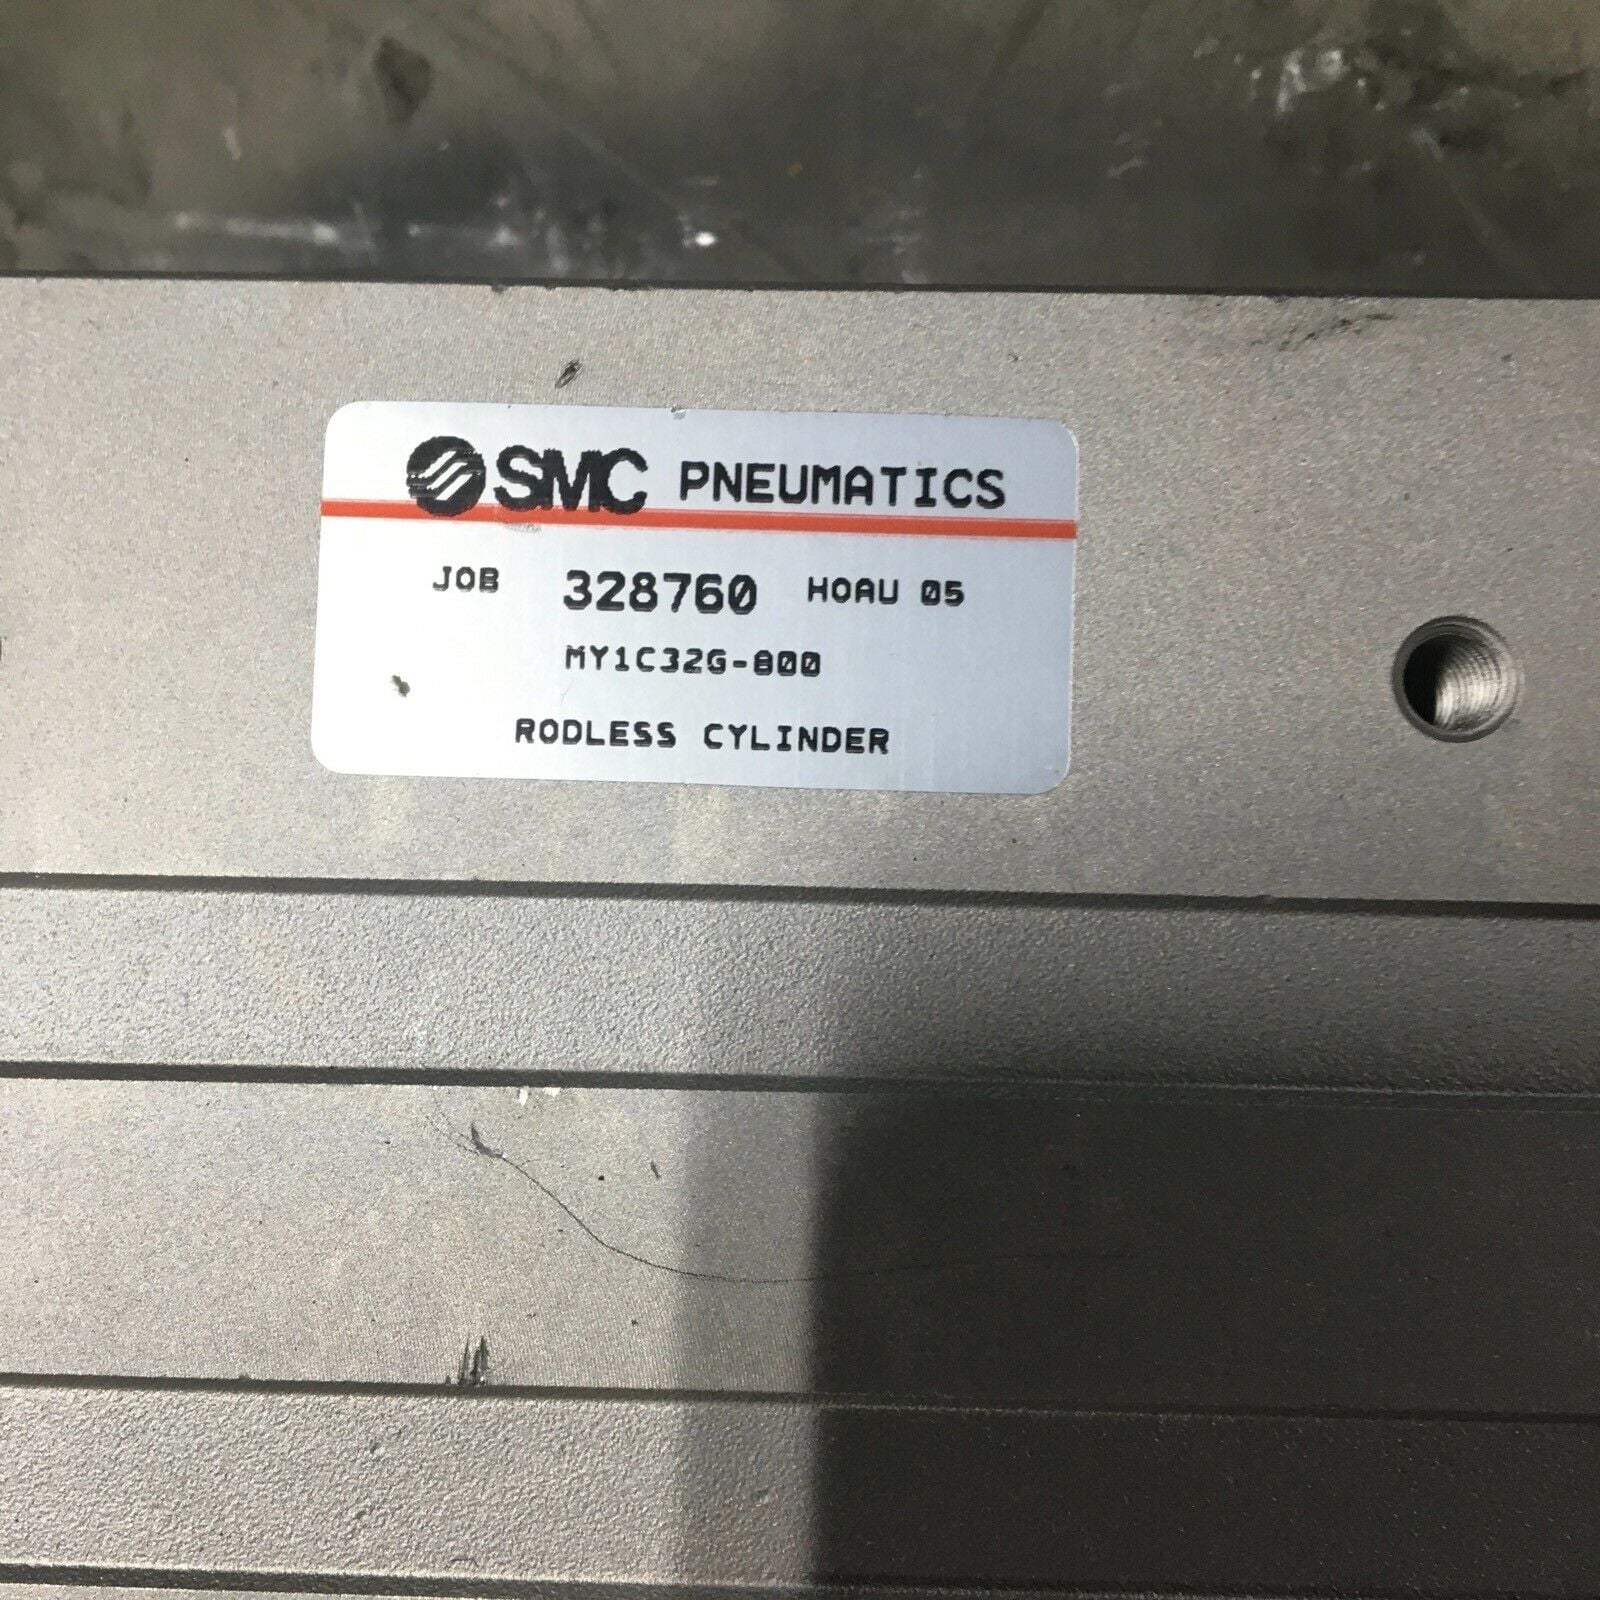 SMC PNEUMATICS
JOB 328760 HOAU 05
MY1C32G-800
RODLESS CYLINDER